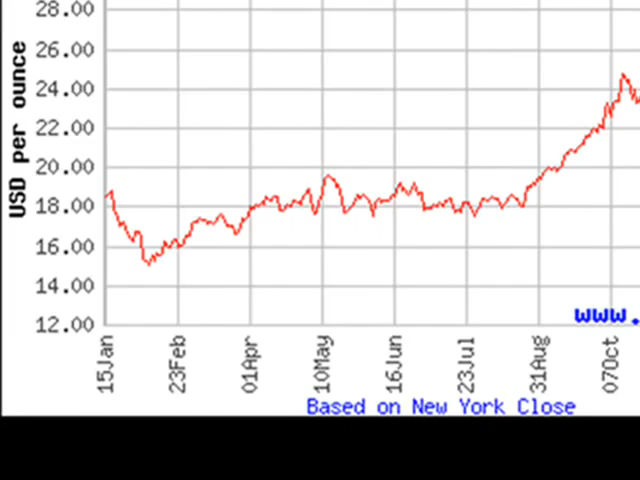 28.00
26.00
24.00
22.00
20.00
18.00
16.00
14.00
12.00
USD per ounce
www.
15Jan
23Feb
01Apr
10May
16Jun
23Jul
31Aug
07Oct
Based on New York Close